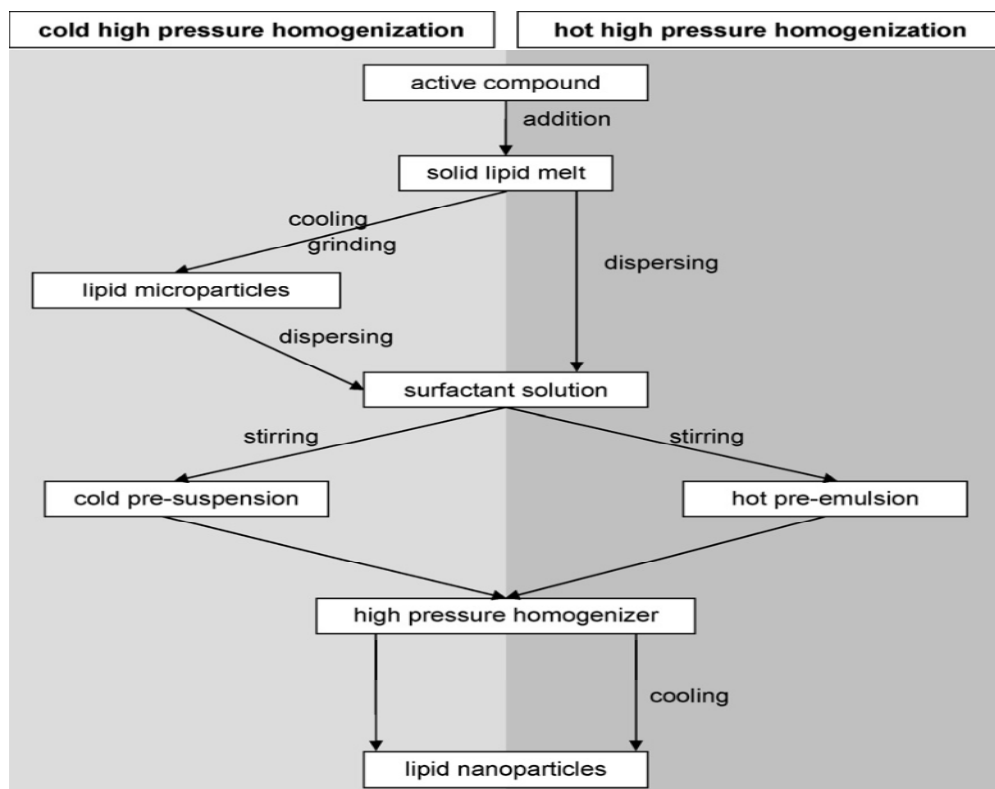 cold high pressure homogenization
hot high pressure homogenization
active compound
addition
solid lipid melt
cooling
grinding
dispersing
lipid microparticles
dispersing
surfactant solution
stirring
stirring
cold pre-suspension
hot pre-emulsion
high pressure homogenizer
cooling
lipid nanoparticles